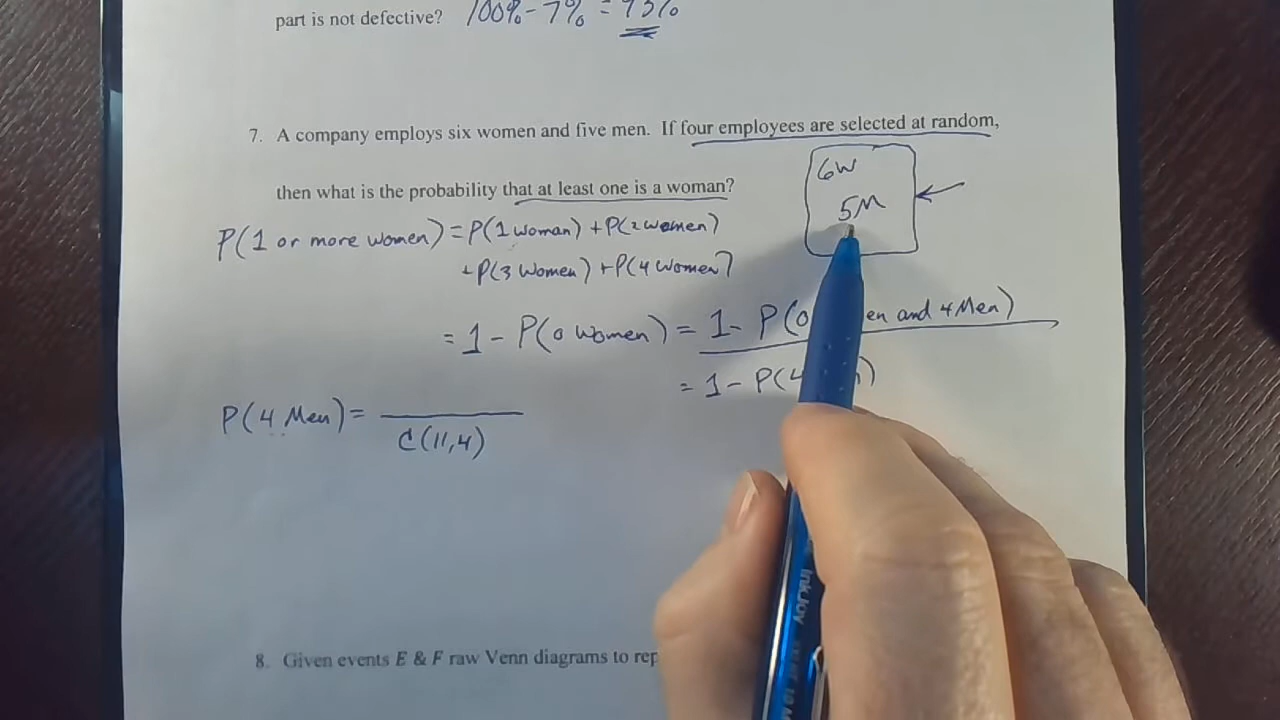 part is not defective? 100% - 7% = 93%
7. A company employs six women and five men. If four employees are selected at random,
then what is the probability that at least one is a woman?
6W
5M
P(1 or more women) = P(1 woman) + P(2 women)
+ P(3 women) + P(4 women)
= 1 - P(0 women) = 1 - P(0 en and 4 Men)
= 1 - P(4 )
P(4 Men) =
C(11,4)
8. Given events E & F raw Venn diagrams to rep
InkJoy